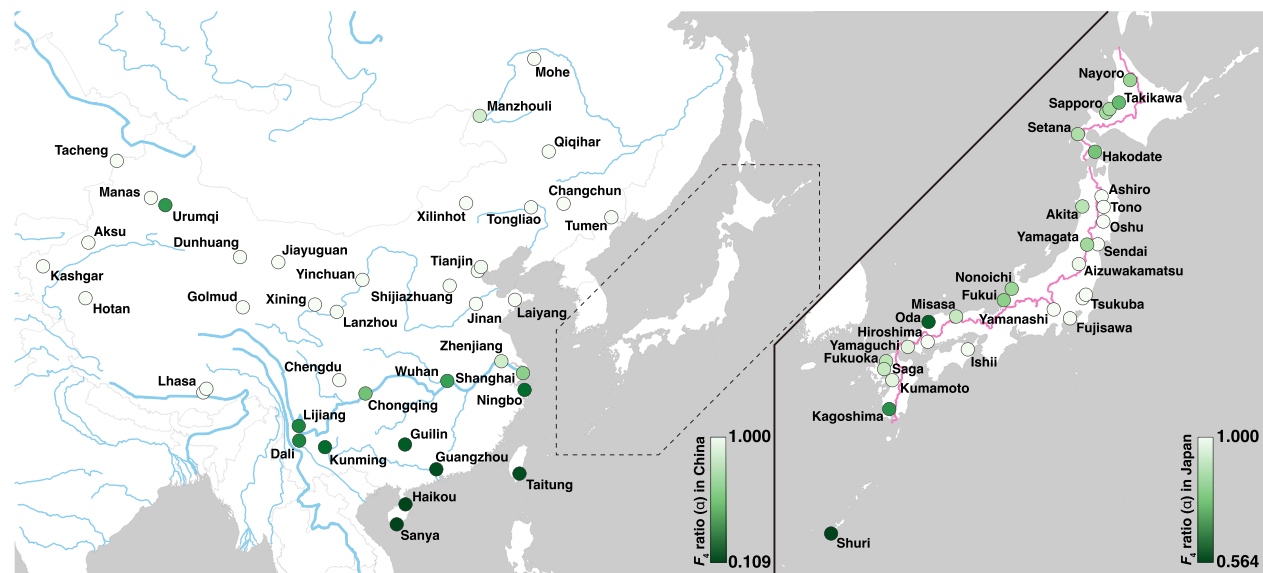 Mohe
Manzhouli
Qiqihar
Tacheng
Manas
Urumqi
Changchun
Xilinhot
Tongliao
Tumen
Aksu
Dunhuang
Jiayuguan
Tianjin
Kashgar
Yinchuan
Shijiazhuang
Golmud
Xining
Hotan
Lanzhou
Jinan
Laiyang
Zhenjiang
Chengdu
Wuhan
Shanghai
Lhasa
Chongqing
Ningbo
Lijiang
Dali
Guilin
Kunming
Guangzhou
Taitung
Haikou
Sanya
F₄ ratio (α) in China
1.000
0.109
Nayoro
Takikawa
Sapporo
Setana
Hakodate
Ashiro
Tono
Akita
Oshu
Yamagata
Sendai
Aizuwakamatsu
Nonoichi
Fukui
Misasa
Tsukuba
Oda
Yamanashi
Fujisawa
Hiroshima
Yamaguchi
Fukuoka
Ishii
Saga
Kumamoto
Kagoshima
Shuri
F₄ ratio (α) in Japan
1.000
0.564